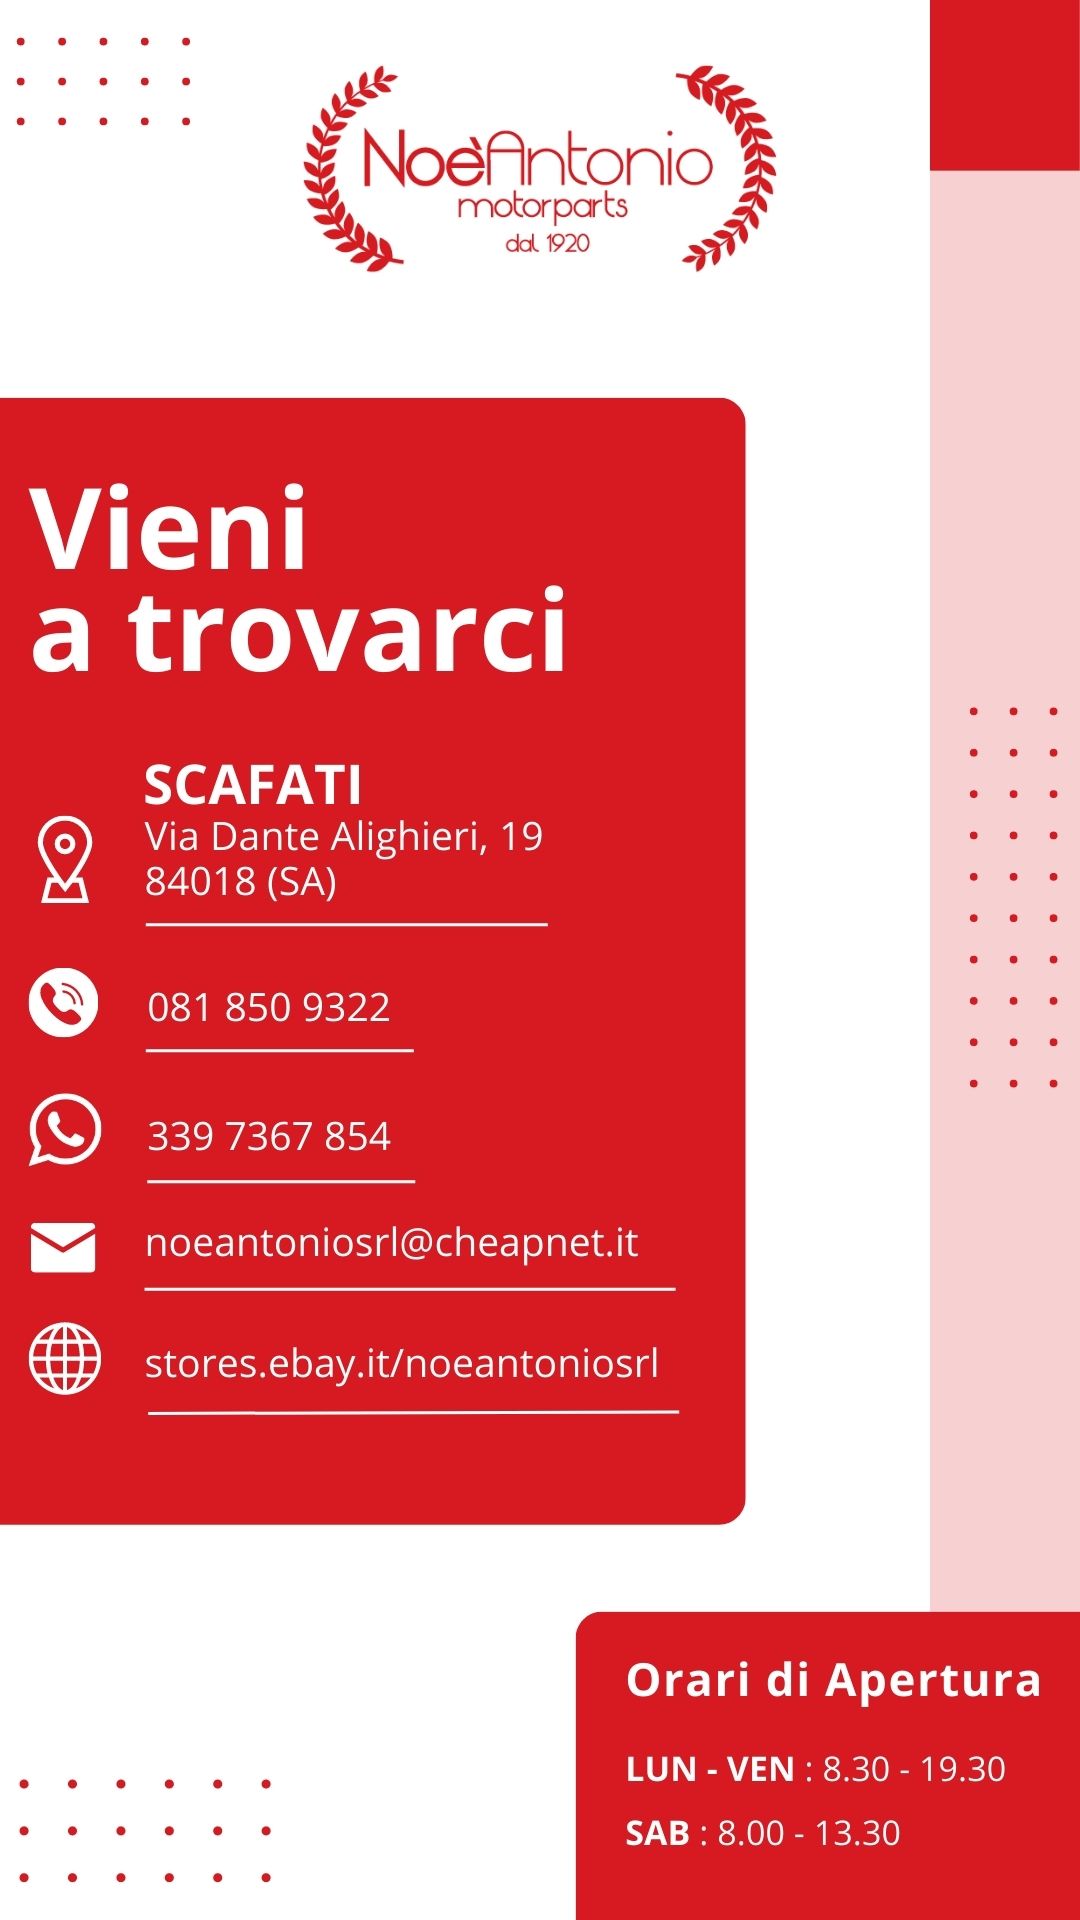 NoèAntonio
motorparts
dal 1920
Vieni
a trovarci
SCAFATI
Via Dante Alighieri, 19
84018 (SA)
081 850 9322
339 7367 854
noeantoniosrl@cheapnet.it
stores.ebay.it/noeantoniosrl
Orari di Apertura
LUN - VEN : 8.30 - 19.30
SAB : 8.00 - 13.30